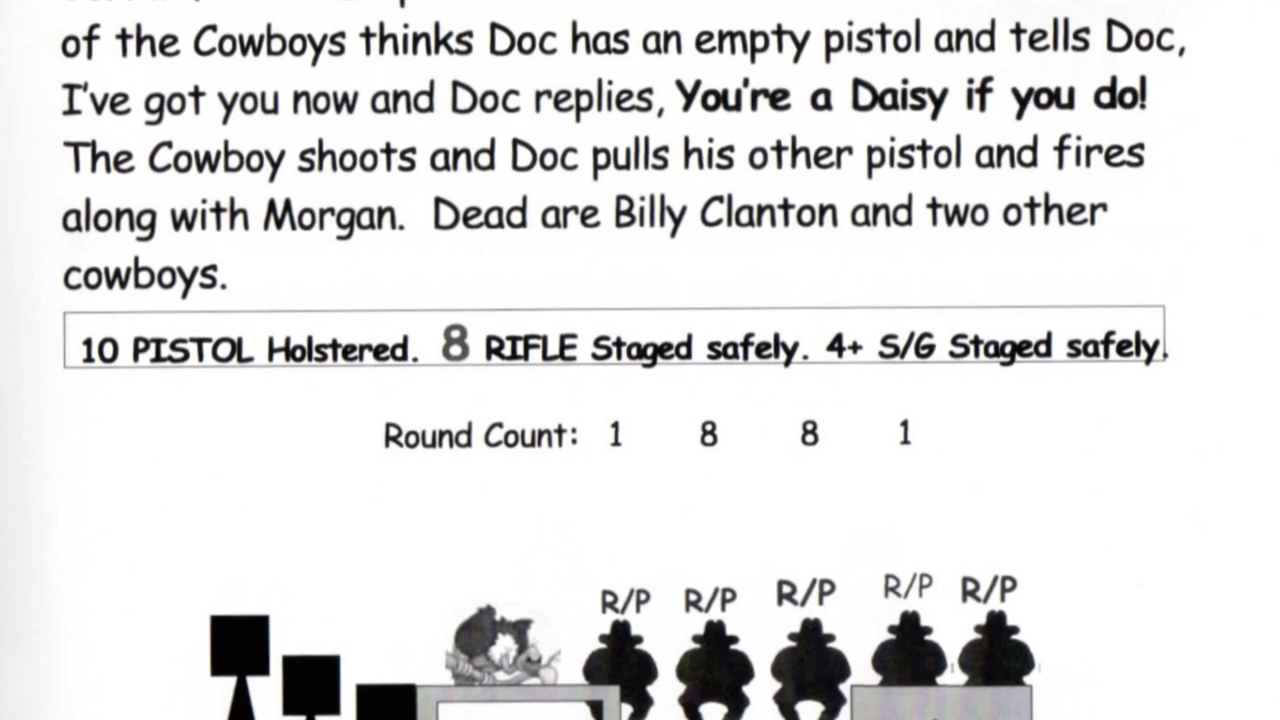 of the Cowboys thinks Doc has an empty pistol and tells Doc,
I've got you now and Doc replies, You're a Daisy if you do!
The Cowboy shoots and Doc pulls his other pistol and fires
along with Morgan. Dead are Billy Clanton and two other
cowboys.
10 PISTOL Holstered. 8 RIFLE Staged safely. 4+ S/G Staged safely.
Round Count: 1 8 8 1
R/P R/P R/P R/P R/P